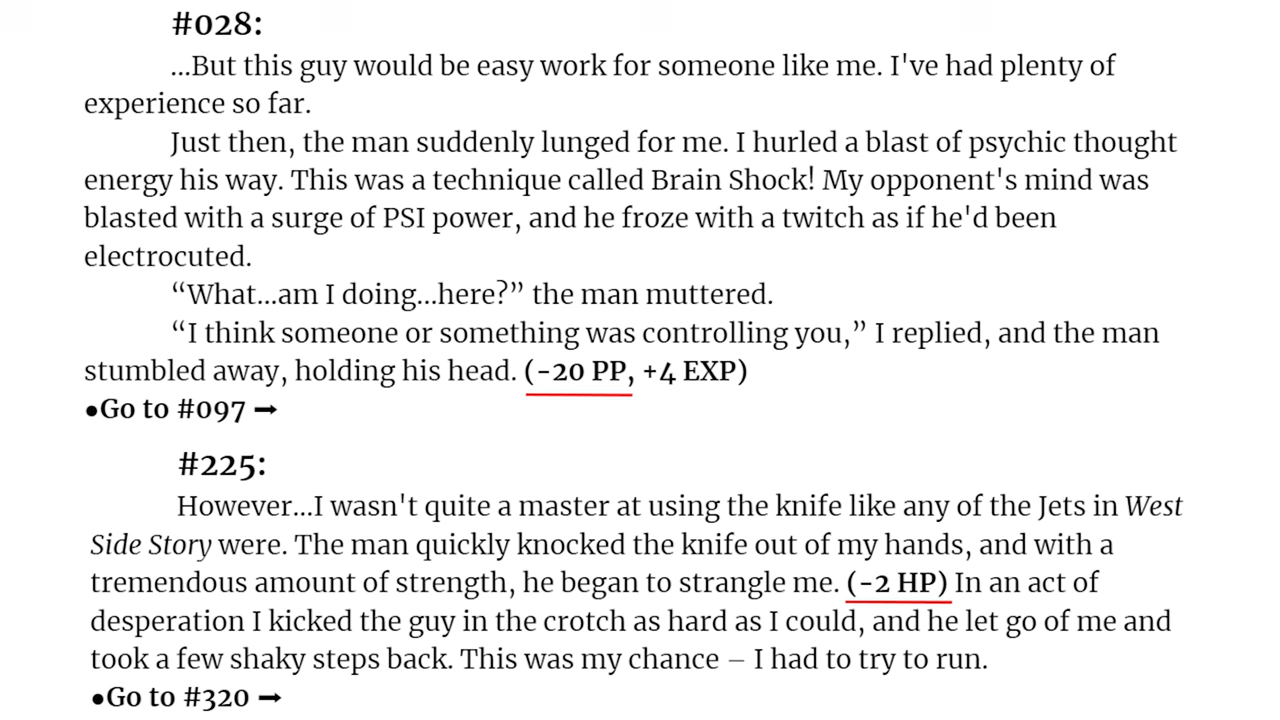 #028:
...But this guy would be easy work for someone like me. I've had plenty of
experience so far.
Just then, the man suddenly lunged for me. I hurled a blast of psychic thought
energy his way. This was a technique called Brain Shock! My opponent's mind was
blasted with a surge of PSI power, and he froze with a twitch as if he'd been
electrocuted.
“What...am I doing...here?” the man muttered.
“I think someone or something was controlling you,” I replied, and the man
stumbled away, holding his head. (-20 PP, +4 EXP)
●Go to #097 ➞
#225:
However...I wasn't quite a master at using the knife like any of the Jets in West
Side Story were. The man quickly knocked the knife out of my hands, and with a
tremendous amount of strength, he began to strangle me. (-2 HP) In an act of
desperation I kicked the guy in the crotch as hard as I could, and he let go of me and
took a few shaky steps back. This was my chance – I had to try to run.
●Go to #320 ➞